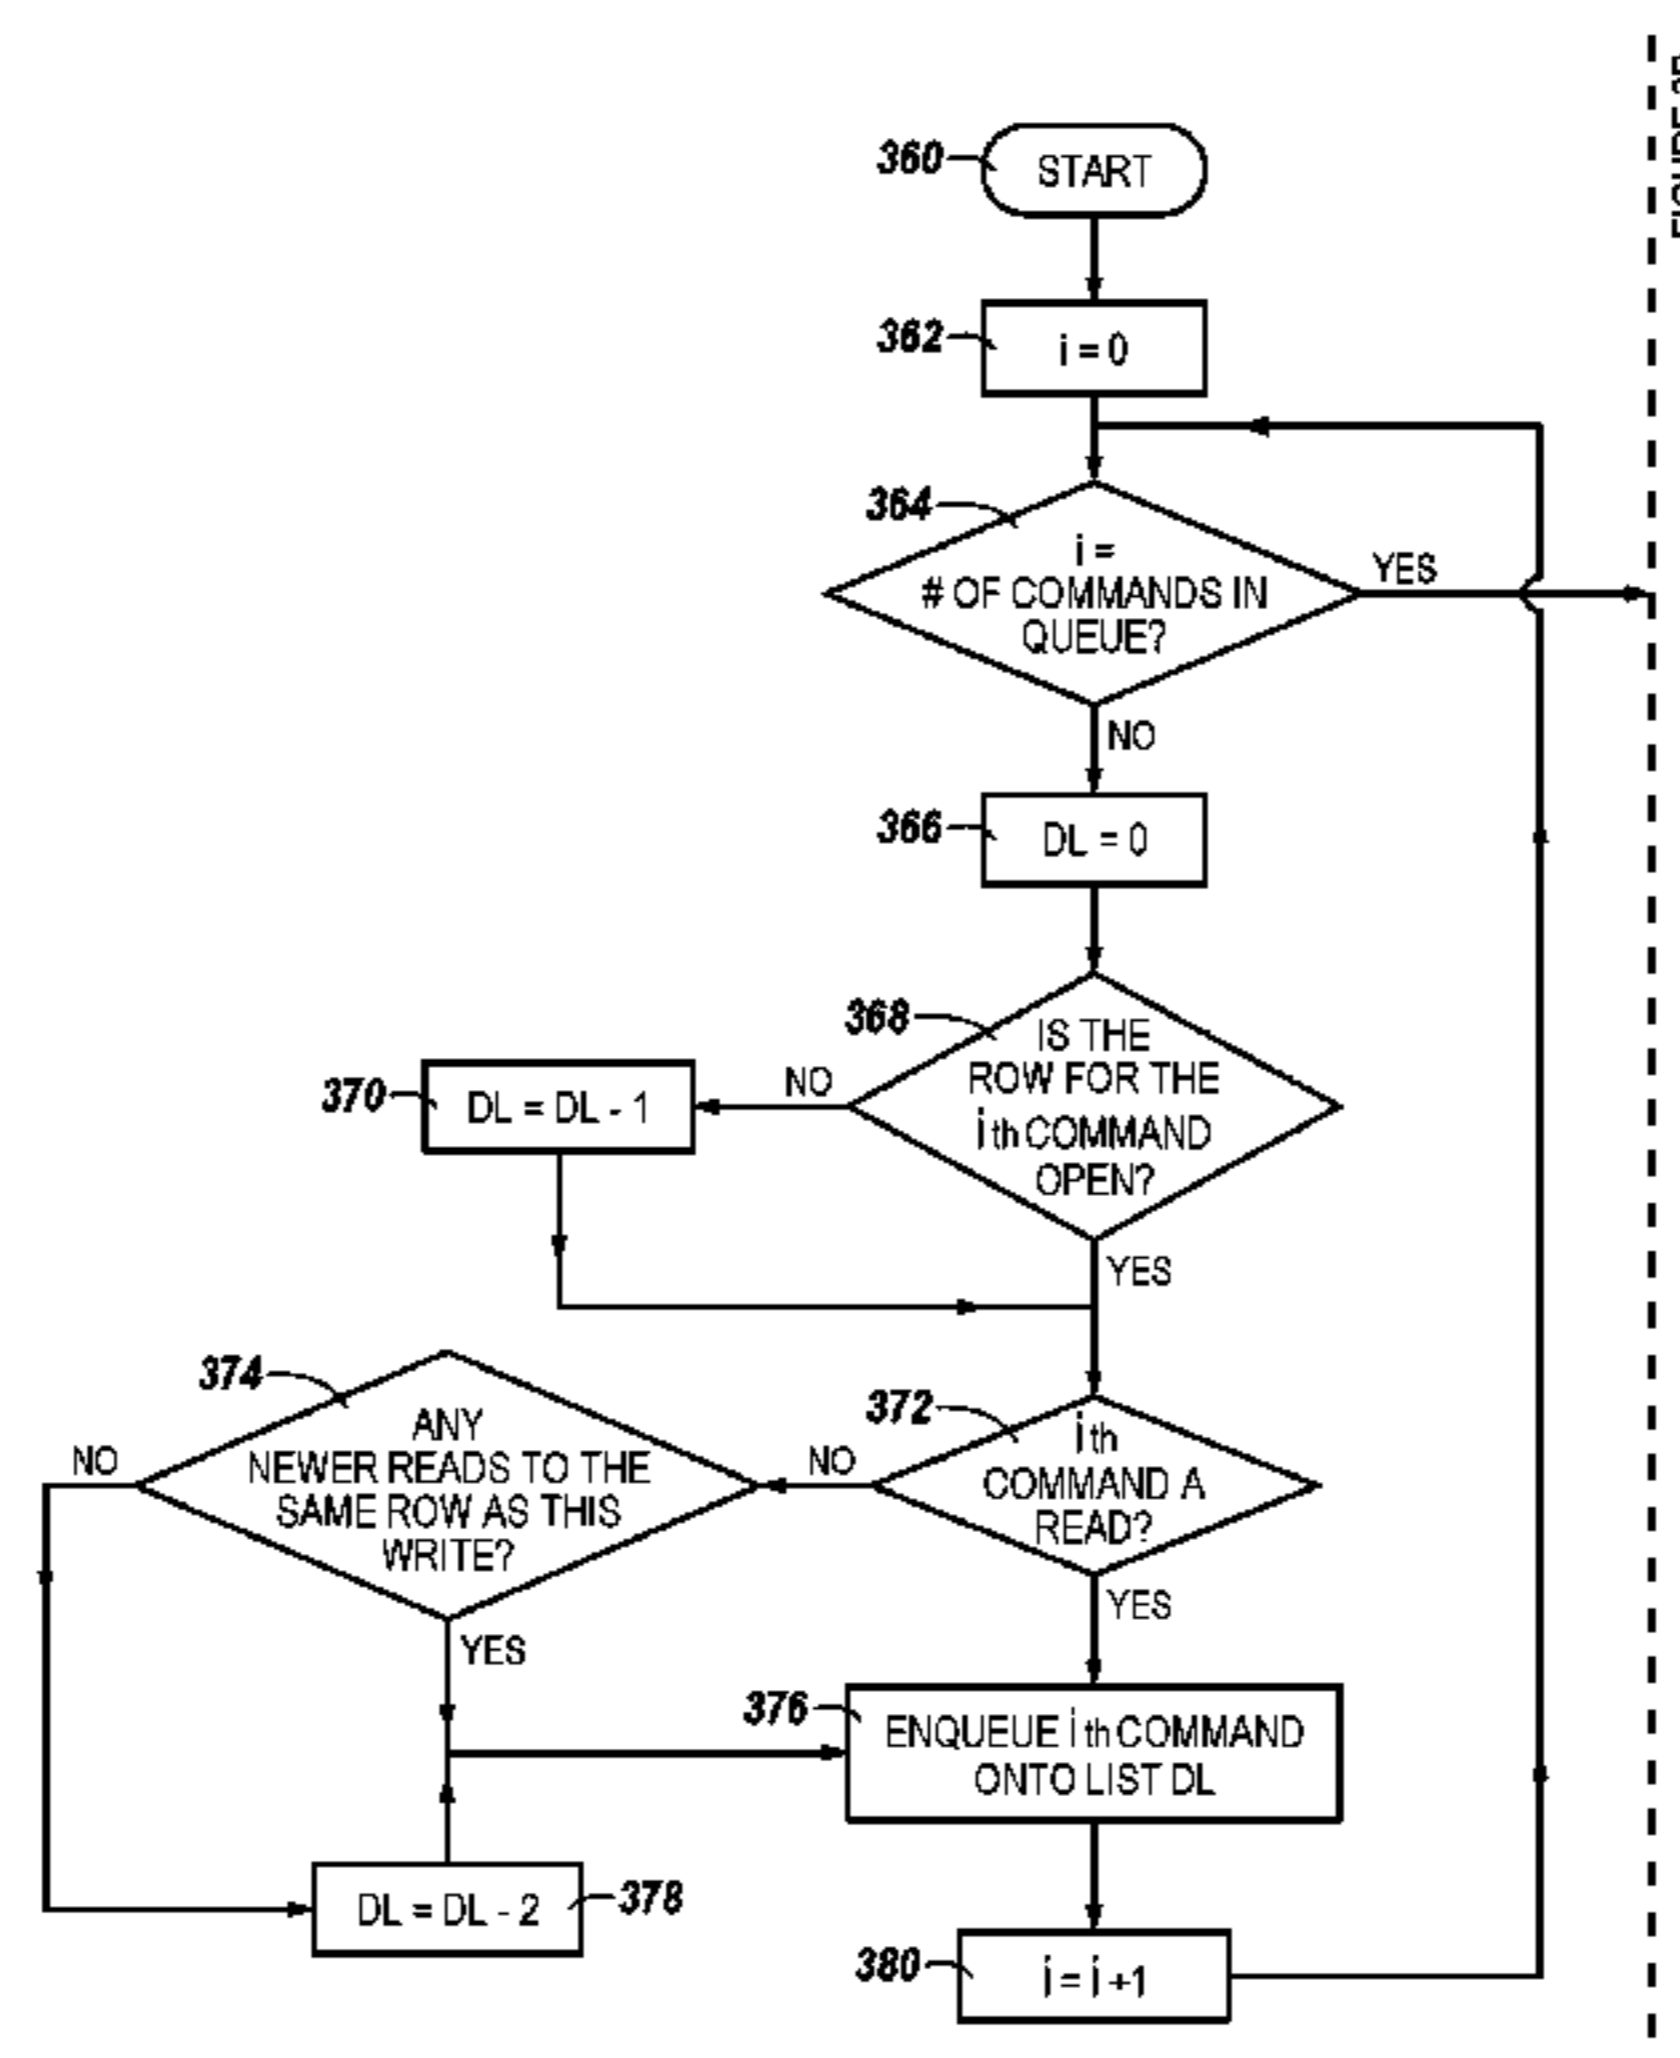 360
START
362
i = 0
364
i =
# OF COMMANDS IN
QUEUE?
YES
NO
366
DL = 0
368
IS THE
ROW FOR THE
i th COMMAND
OPEN?
NO
370
DL = DL - 1
YES
374
ANY
NEWER READS TO THE
SAME ROW AS THIS
WRITE?
NO
372
i th
COMMAND A
READ?
NO
YES
YES
376
ENQUEUE i th COMMAND
ONTO LIST DL
DL = DL - 2
378
380
i = i +1